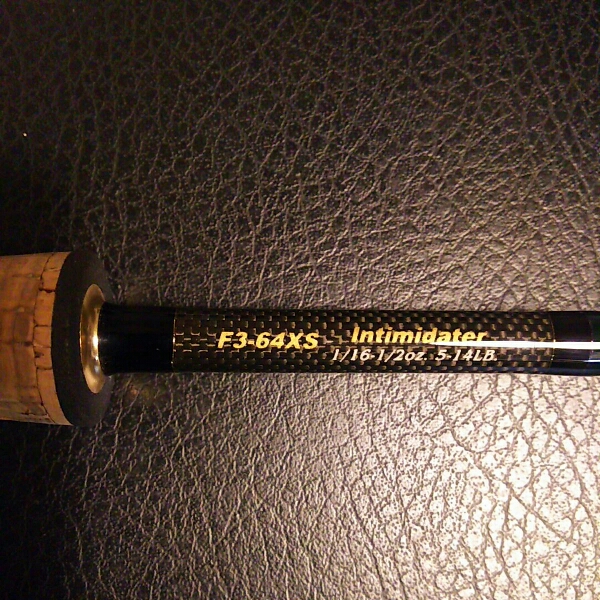 F3-64XS Intimidater
1/16-1/2oz. 5-14LB.